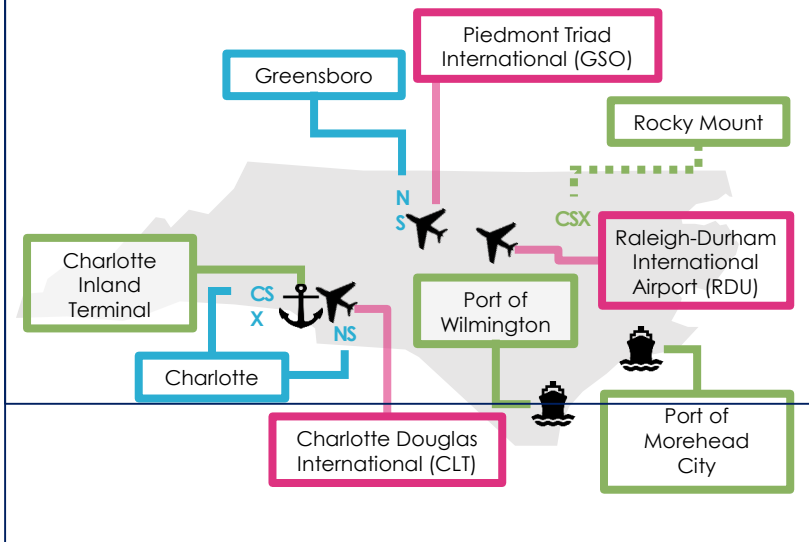 Piedmont Triad
International (GSO)
Greensboro
Rocky Mount
N
S
CSX
Raleigh-Durham
International
Airport (RDU)
Charlotte
Inland
Terminal
CS
X
NS
Port of
Wilmington
Charlotte
Charlotte Douglas
International (CLT)
Port of
Morehead
City